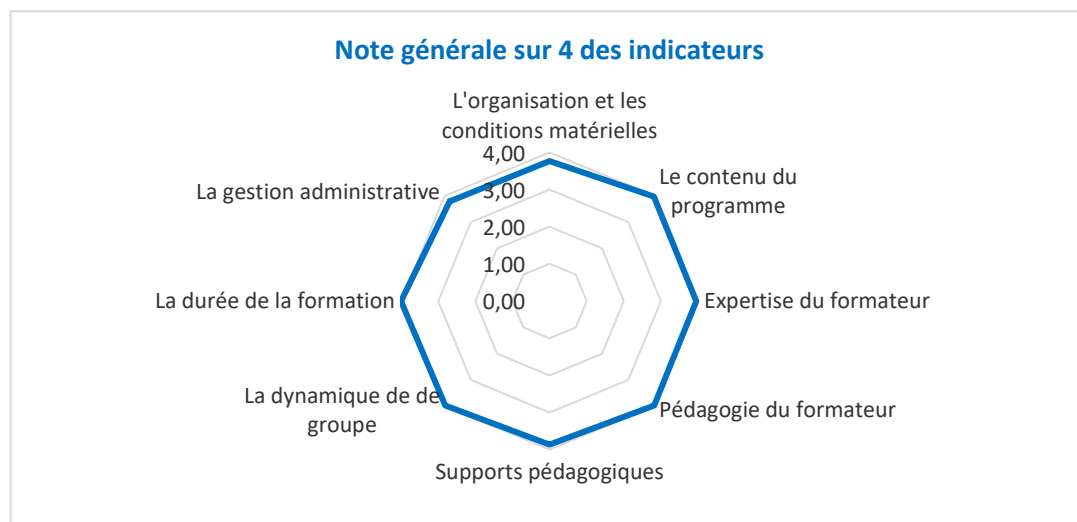 Note générale sur 4 des indicateurs
L'organisation et les
conditions matérielles
4,00
3,00
2,00
1,00
0,00
Le contenu du
programme
Expertise du formateur
Pédagogie du formateur
Supports pédagogiques
La dynamique de de
groupe
La durée de la formation
La gestion administrative